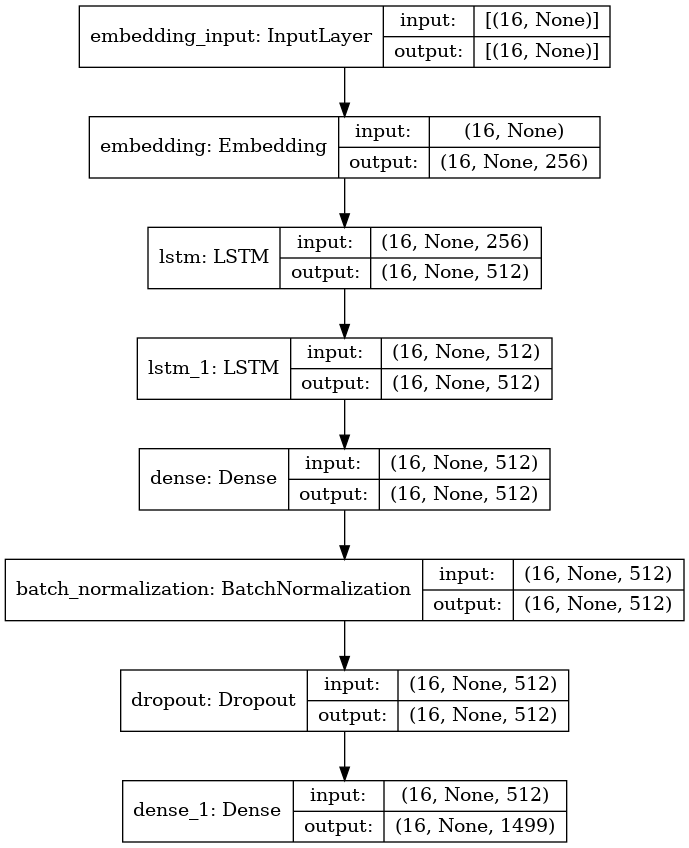 embedding_input: InputLayer input: [(16, None)]
output: [(16, None)]
embedding: Embedding input: (16, None)
output: (16, None, 256)
lstm: LSTM input: (16, None, 256)
output: (16, None, 512)
lstm_1: LSTM input: (16, None, 512)
output: (16, None, 512)
dense: Dense input: (16, None, 512)
output: (16, None, 512)
batch_normalization: BatchNormalization input: (16, None, 512)
output: (16, None, 512)
dropout: Dropout input: (16, None, 512)
output: (16, None, 512)
dense_1: Dense input: (16, None, 512)
output: (16, None, 1499)